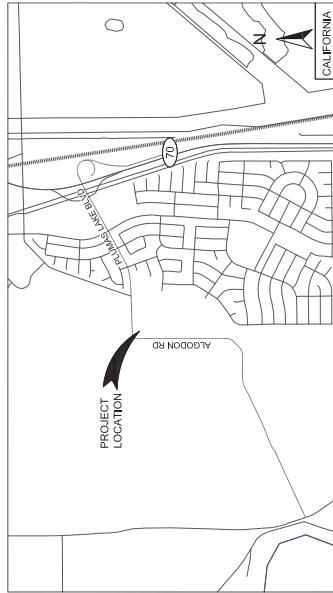 N
CALIFORNIA
70
PLUMAS LAKE BLVD
ALGODON RD
PROJECT
LOCATION